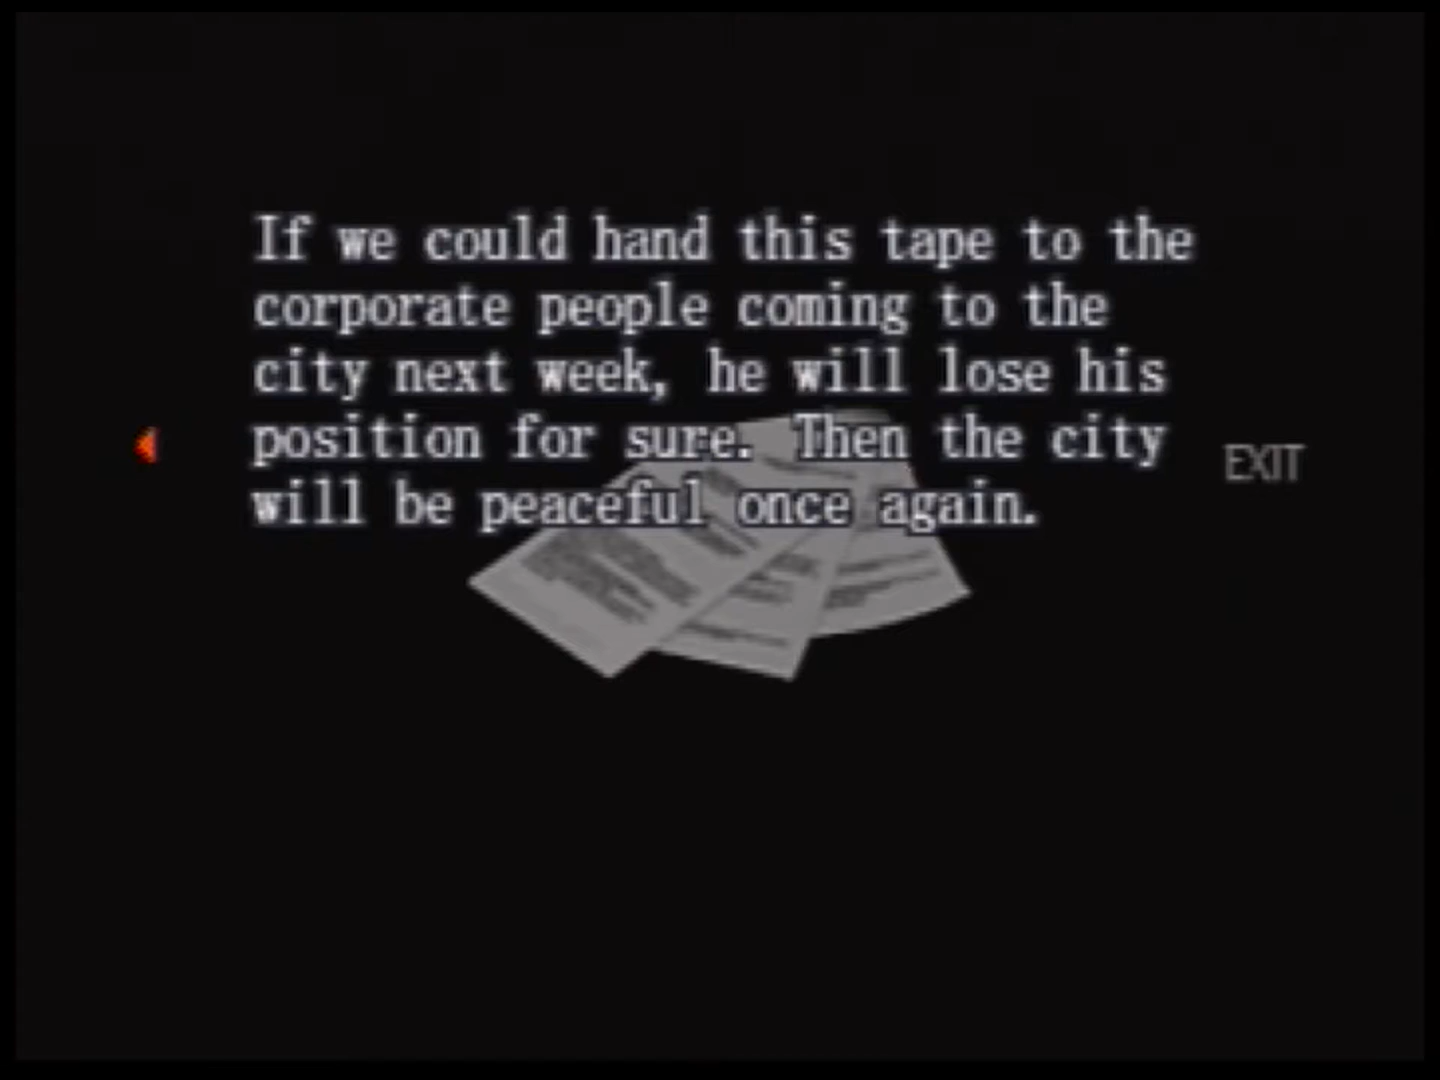 If we could hand this tape to the
corporate people coming to the
city next week, he will lose his
position for sure. Then the city
will be peaceful once again.
EXIT